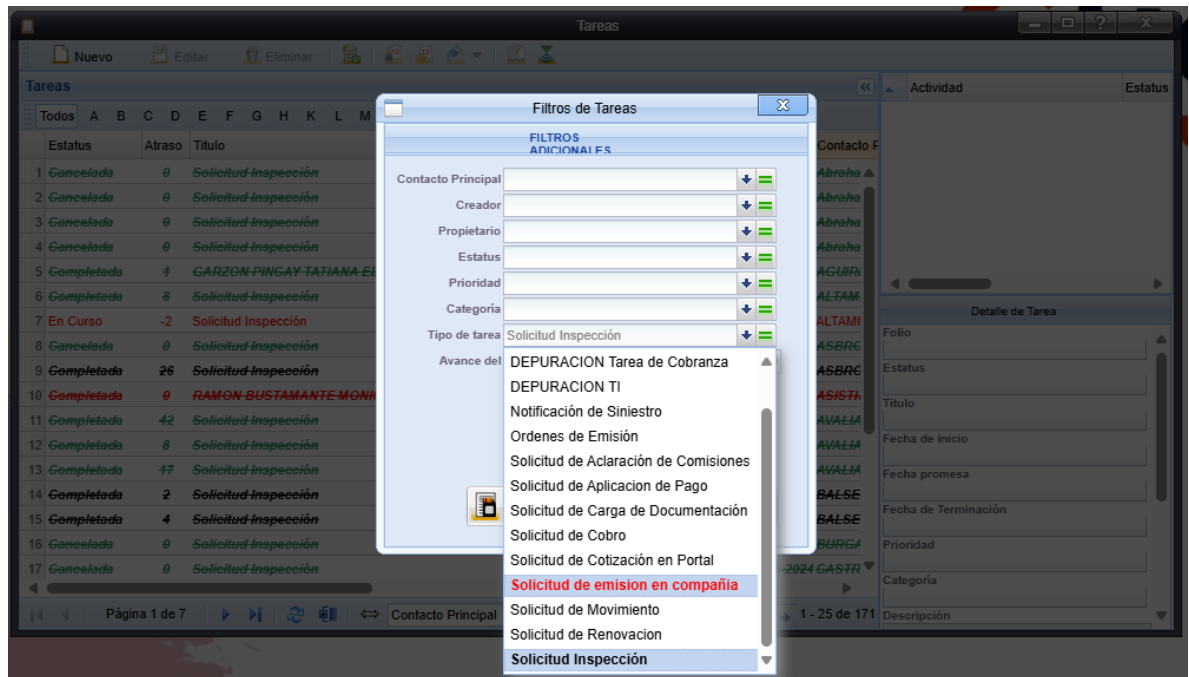 Tareas
Nuevo Editar Eliminar
Tareas
Todos A B C D E F G H K L M
Estatus Atraso Titulo Contacto P
1 Cancelada 0 Solicitud Inspección Abraha
2 Cancelada 0 Solicitud Inspección Abraha
3 Cancelada 0 Solicitud Inspección Abraha
4 Cancelada 0 Solicitud Inspección Abraha
5 Completada 1 GARZON PINGAY TATIANA EL AGUIR
6 Completada 8 Solicitud Inspección ALTAM
7 En Curso -2 Solicitud Inspección ALTAMI
8 Cancelada 0 Solicitud Inspección ASBRC
9 Completada 26 Solicitud Inspección ASBRC
10 Completada 0 RAMON BUSTAMANTE MONI ASISTI
11 Completada 42 Solicitud Inspección AVALIA
12 Completada 8 Solicitud Inspección AVALIA
13 Completada 17 Solicitud Inspección AVALIA
14 Completada 2 Solicitud Inspección BALSE
15 Completada 4 Solicitud Inspección BALSE
16 Cancelada 0 Solicitud Inspección BURGA
17 Cancelada 0 Solicitud Inspección -2024 CASTR
Página 1 de 7 Contacto Principal 1 - 25 de 171
Filtros de Tareas
FILTROS
ADICIONALES
Contacto Principal
Creador
Propietario
Estatus
Prioridad
Categoría
Tipo de tarea Solicitud Inspección
Avance del
DEPURACION Tarea de Cobranza
DEPURACION TI
Notificación de Siniestro
Ordenes de Emisión
Solicitud de Aclaración de Comisiones
Solicitud de Aplicacion de Pago
Solicitud de Carga de Documentación
Solicitud de Cobro
Solicitud de Cotización en Portal
Solicitud de emision en compañia
Solicitud de Movimiento
Solicitud de Renovacion
Solicitud Inspección
Actividad Estatus
Detalle de Tarea
Folio
Estatus
Titulo
Fecha de inicio
Fecha promesa
Fecha de Terminación
Prioridad
Categoría
Descripción